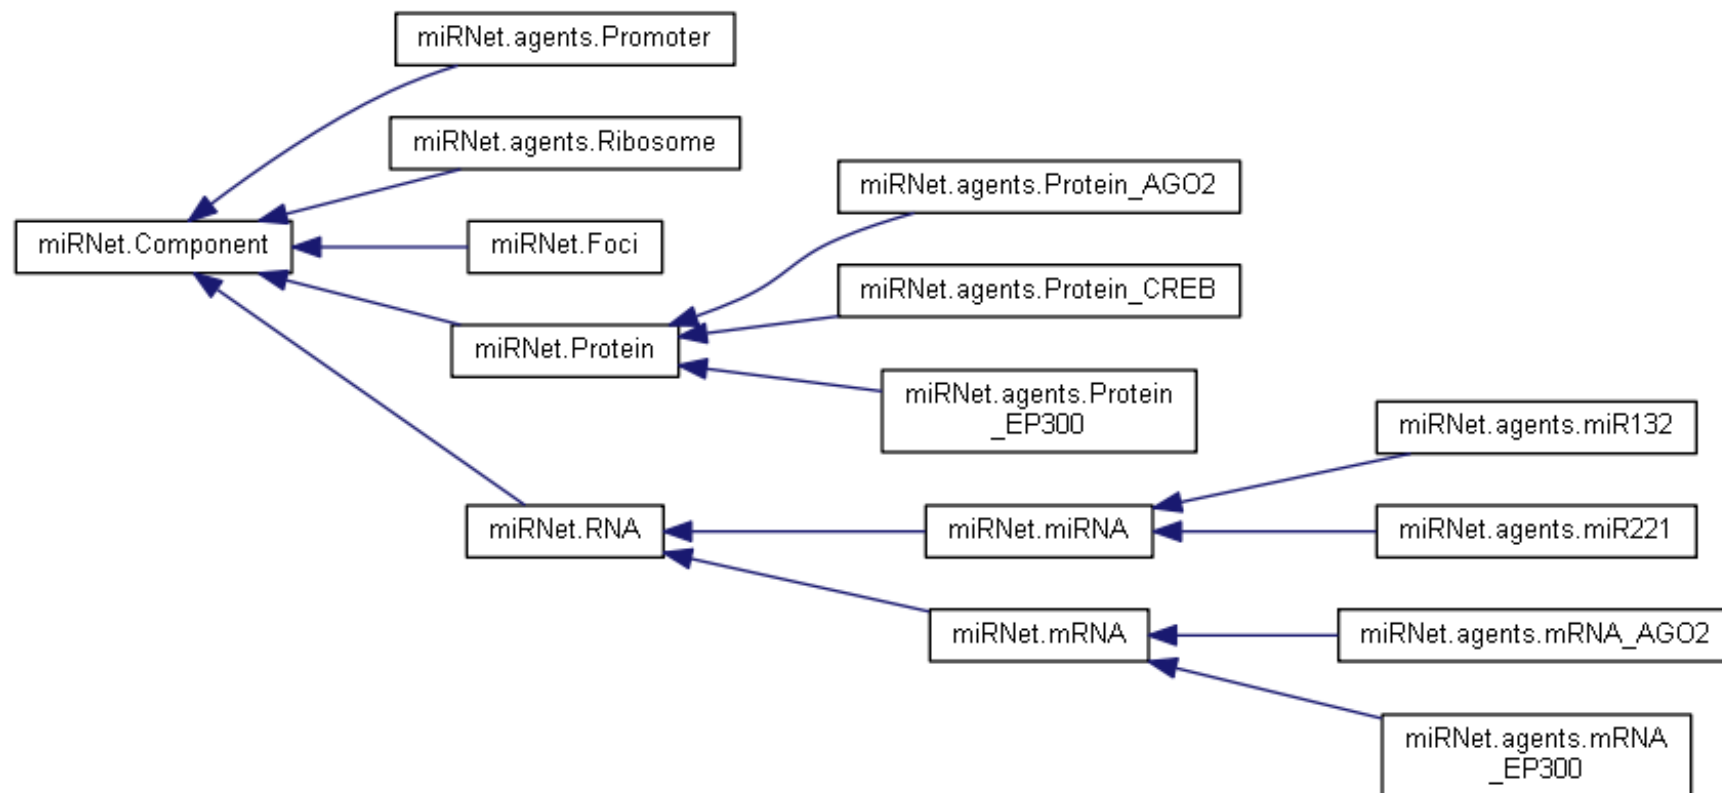 miRNet.agents.Promoter
miRNet.agents.Ribosome
miRNet.agents.Protein_AGO2
miRNet.Component
miRNet.Foci
miRNet.agents.Protein_CREB
miRNet.Protein
miRNet.agents.Protein
_EP300
miRNet.agents.miR132
miRNet.RNA
miRNet.miRNA
miRNet.agents.miR221
miRNet.mRNA
miRNet.agents.mRNA_AGO2
miRNet.agents.mRNA
_EP300